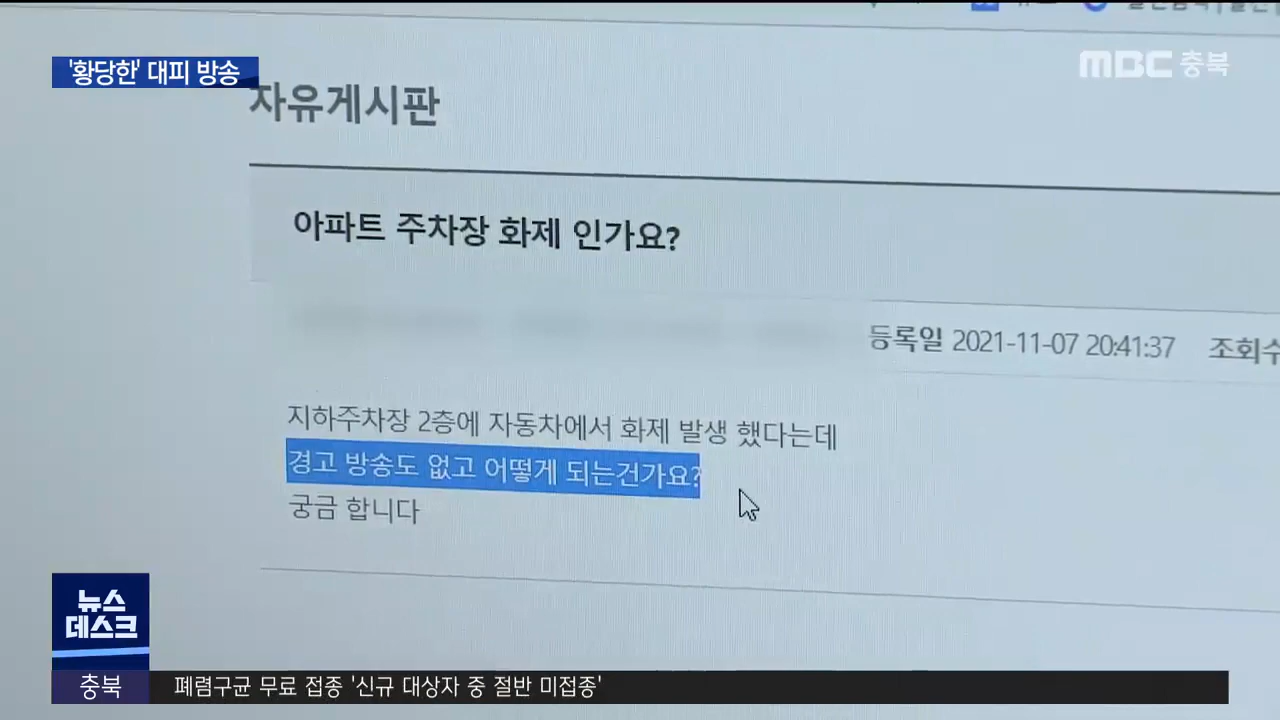 '황당한' 대피 방송
MBC 충북
자유게시판
아파트 주차장 화제 인가요?
등록일 2021-11-07 20:41:37 조회수
지하주차장 2층에 자동차에서 화제 발생 했다는데
경고 방송도 없고 어떻게 되는건가요?
궁금 합니다
뉴스
데스크
충북 폐렴구균 무료 접종 '신규 대상자 중 절반 미접종'